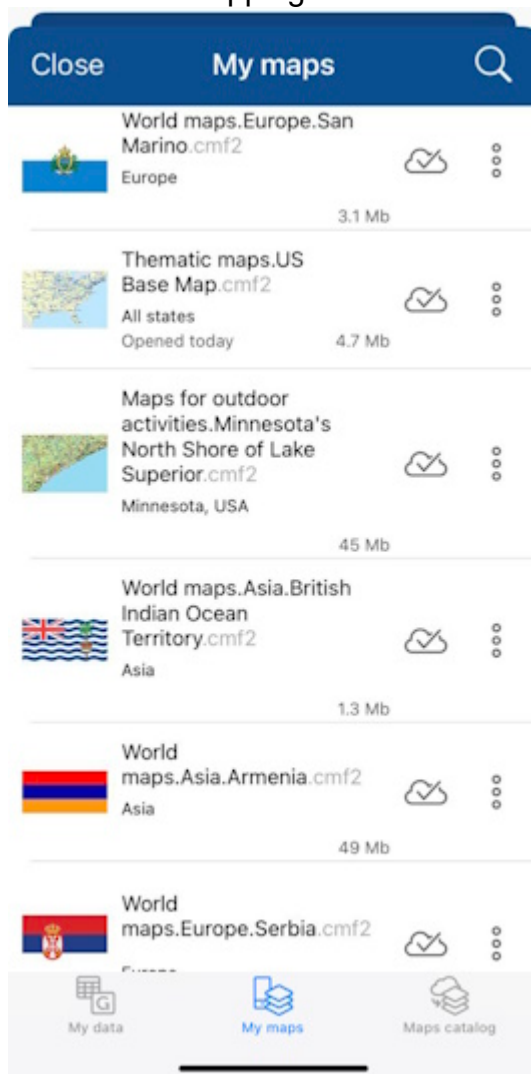 Close My maps
World maps.Europe.San
Marino.cmf2
Europe
3.1 Mb
Thematic maps.US
Base Map.cmf2
All states
Opened today 4.7 Mb
Maps for outdoor
activities.Minnesota's
North Shore of Lake
Superior.cmf2
Minnesota, USA
45 Mb
World maps.Asia.British
Indian Ocean
Territory.cmf2
Asia
1.3 Mb
World
maps.Asia.Armenia.cmf2
Asia
49 Mb
World
maps.Europe.Serbia.cmf2
G
My data My maps Maps catalog